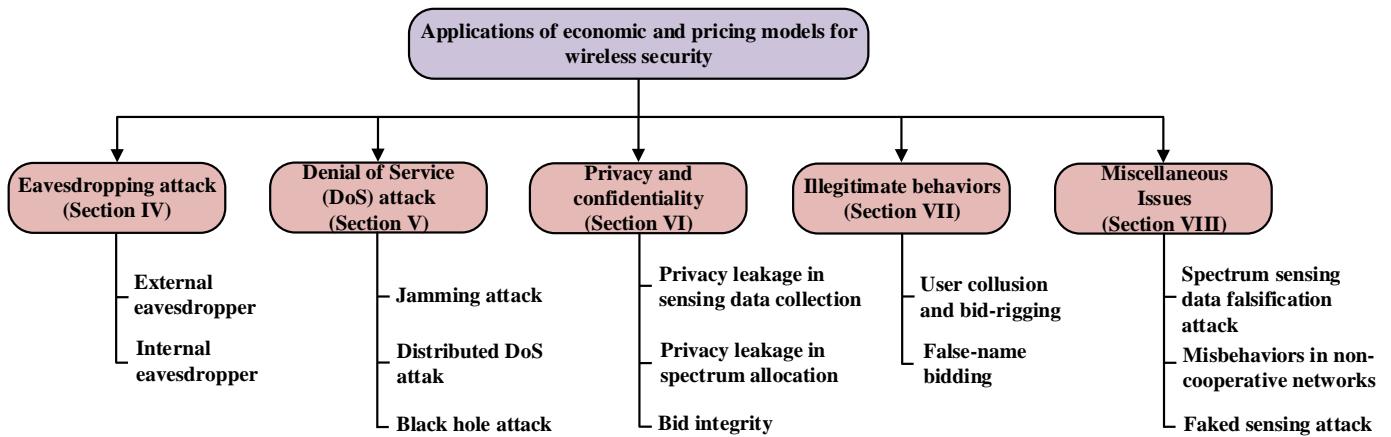 Applications of economic and pricing models for
wireless security
Eavesdropping attack
(Section IV)
Denial of Service
(DoS) attack
(Section V)
Privacy and
confidentiality
(Section VI)
Illegitimate behaviors
(Section VII)
Miscellaneous
Issues
(Section VIII)
External
eavesdropper
Internal
eavesdropper
Jamming attack
Distributed DoS
attak
Black hole attack
Privacy leakage in
sensing data collection
Privacy leakage in
spectrum allocation
Bid integrity
User collusion
and bid-rigging
False-name
bidding
Spectrum sensing
data falsification
attack
Misbehaviors in non-
cooperative networks
Faked sensing attack